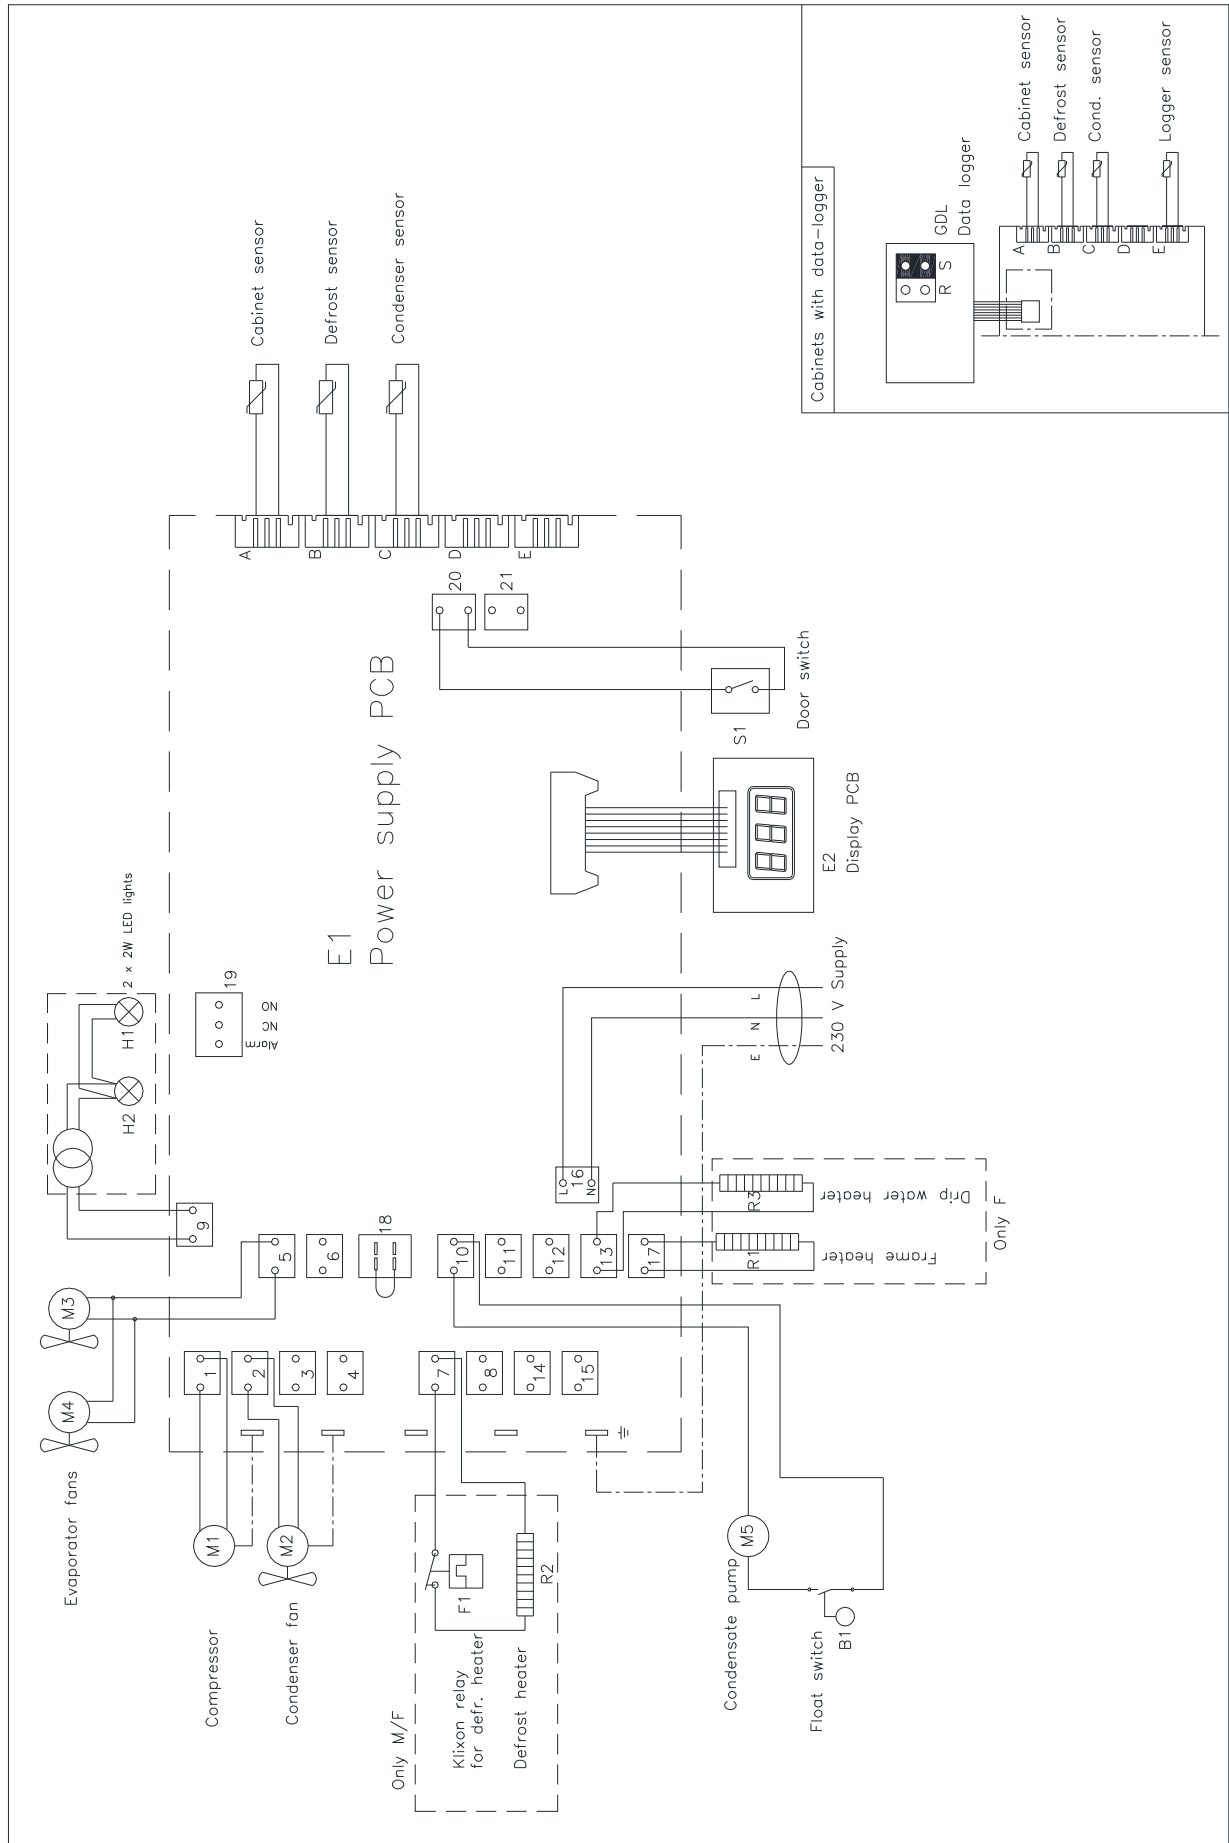 Evaporator fans
M4
M3
H2
H1
2 x 2W LED lights
Compressor
M1
Condenser fan
M2
1
2
3
4
5
6
9
18
Alarm
NC
NO
19
E1
Power supply PCB
A
B
C
D
E
Cabinet sensor
Defrost sensor
Condenser sensor
Only M/F
Klixon relay
for defr. heater
F1
Defrost heater
R2
7
8
14
15
10
11
12
13
17
L
16
N
20
21
Condensate pump
M5
Float switch
B1
R1
Frame heater
R3
Drip water heater
Only F
E
N
L
230 V Supply
E2
Display PCB
S1
Door switch
Cabinets with data-logger
R
S
GDL
Data logger
A
B
C
D
E
Cabinet sensor
Defrost sensor
Cond. sensor
Logger sensor